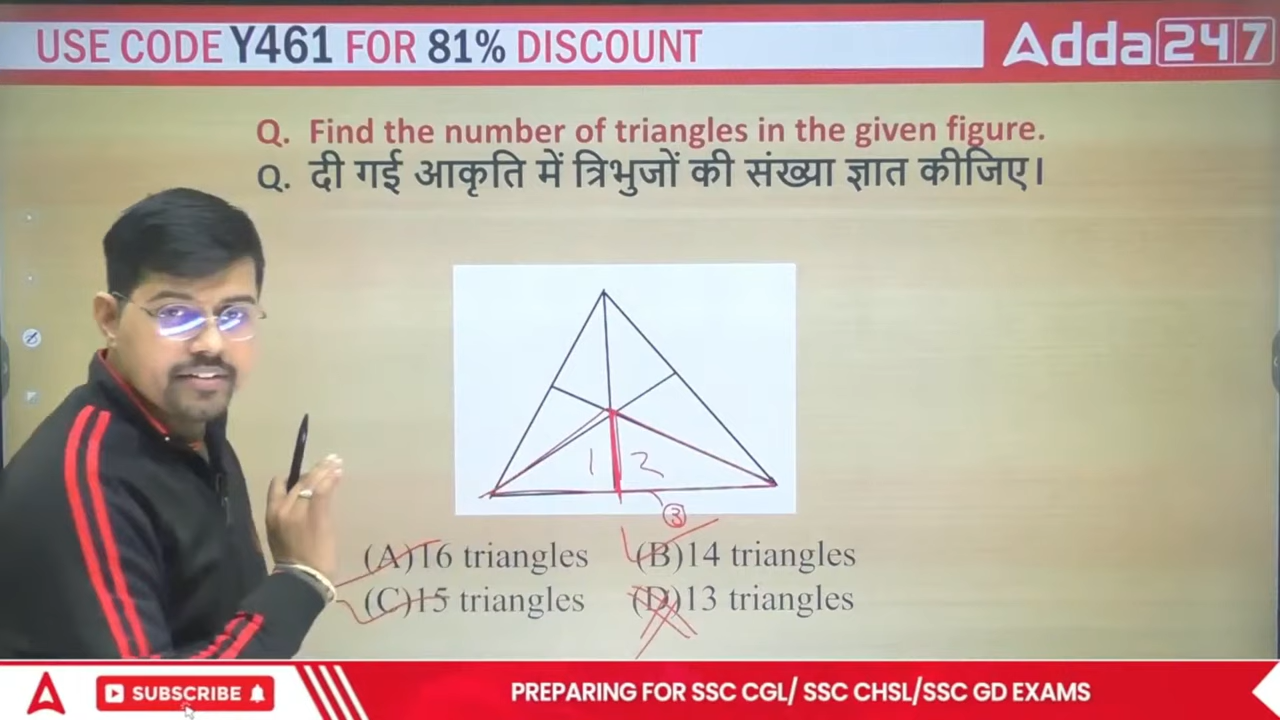 USE CODE Y461 FOR 81% DISCOUNT
Adda 247
Q. Find the number of triangles in the given figure.
Q. दी गई आकृति में त्रिभुजों की संख्या ज्ञात कीजिए।
1 2
3
(A)16 triangles (B)14 triangles
(C)15 triangles (D)13 triangles
SUBSCRIBE
PREPARING FOR SSC CGL/ SSC CHSL/SSC GD EXAMS